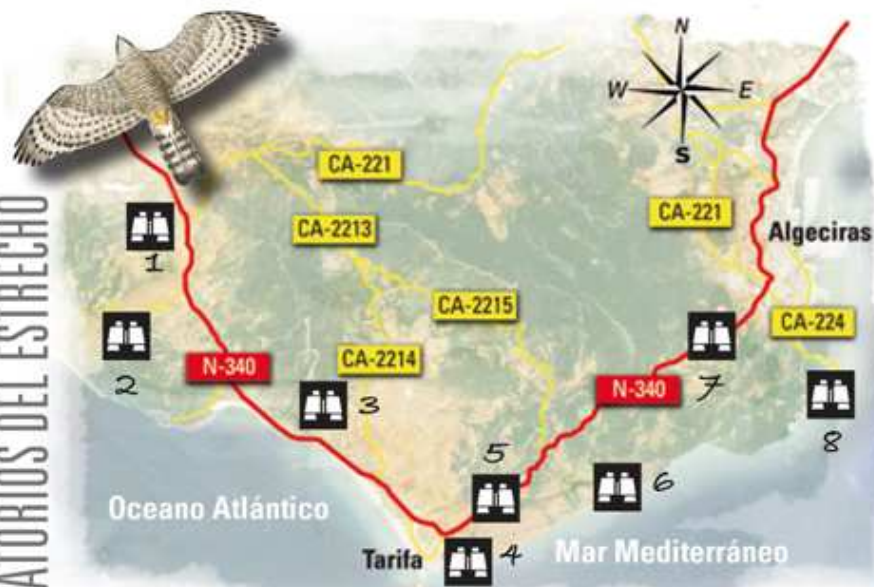 ATORIOS DEL ESTRECHO
N
W
E
S
CA-221
CA-2213
CA-221
Algeciras
1
CA-2215
CA-224
2
N-340
CA-2214
7
3
N-340
8
5
6
Oceano Atlántico
Tarifa
4
Mar Mediterráneo